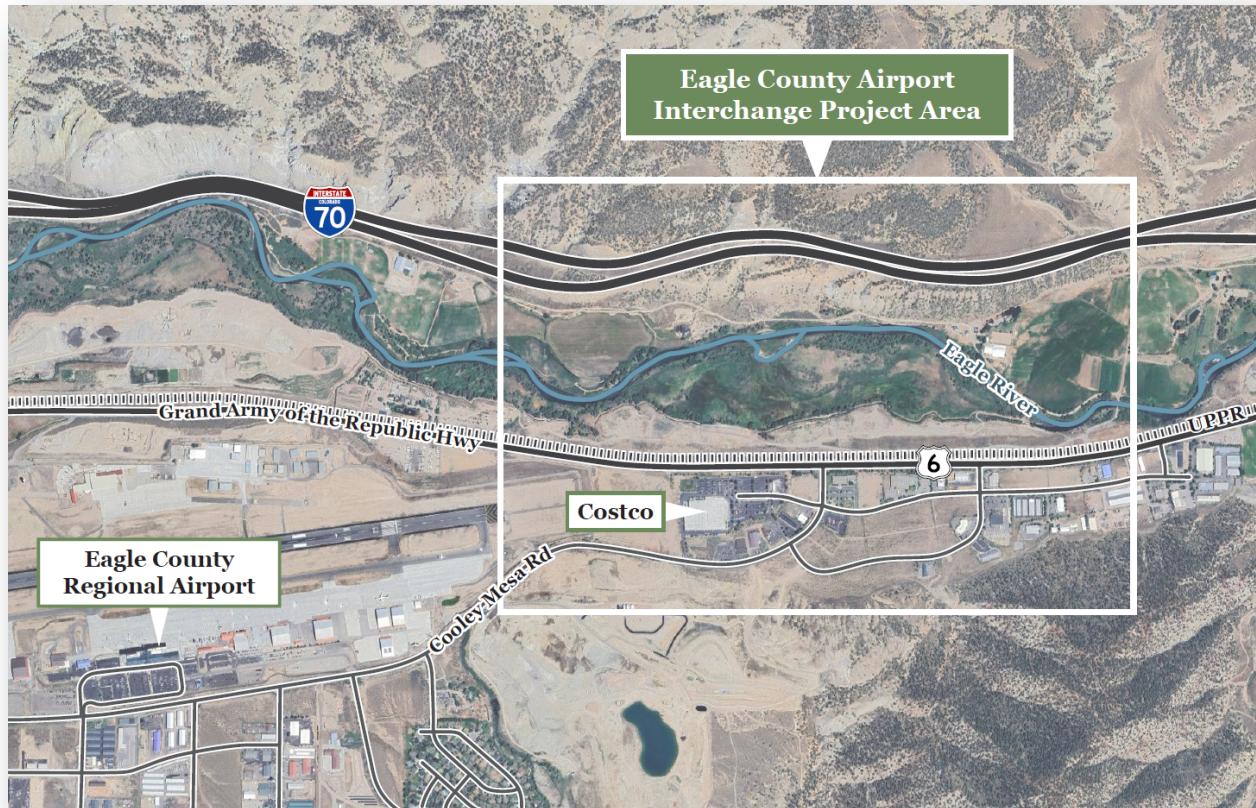 Eagle County Airport
Interchange Project Area
INTERSTATE
COLORADO
70
Eagle River
Grand Army of the Republic Hwy
UPPR
6
Costco
Eagle County
Regional Airport
Cooley Mesa Rd